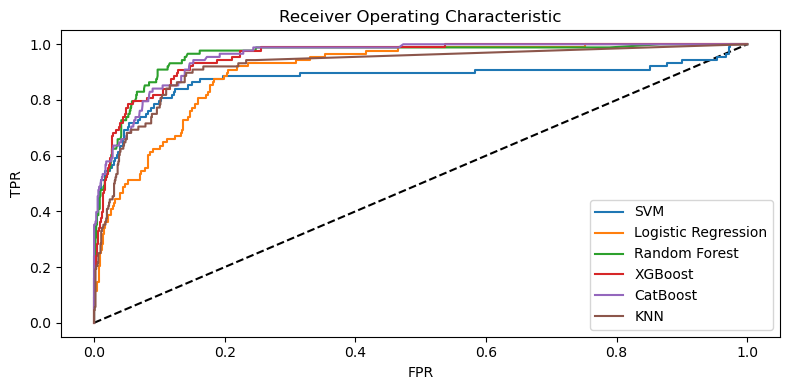 Receiver Operating Characteristic
TPR
1.0
0.8
0.6
0.4
0.2
0.0
SVM
Logistic Regression
Random Forest
XGBoost
CatBoost
KNN
0.0 0.2 0.4 0.6 0.8 1.0
FPR